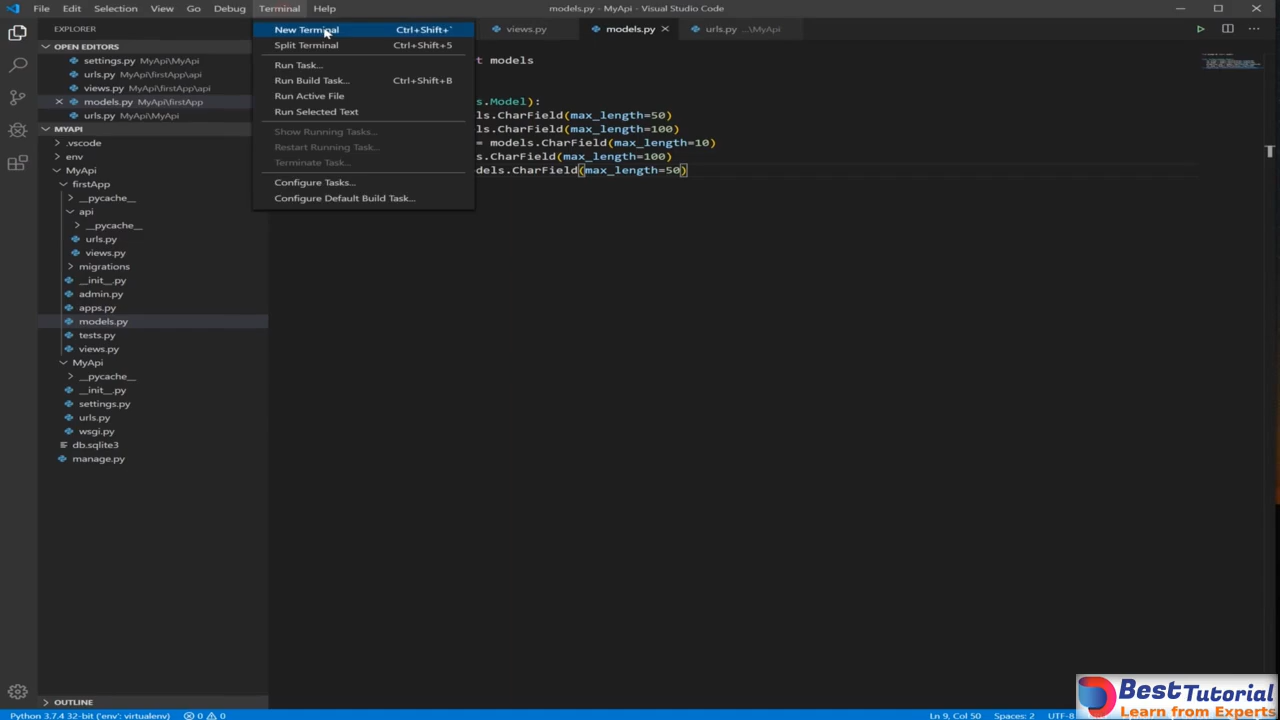 File Edit Selection View Go Debug Terminal Help
models.py - MyApi - Visual Studio Code
EXPLORER
OPEN EDITORS
settings.py MyApi\MyApi
urls.py MyApi\firstApp\api
views.py MyApi\firstApp\api
models.py MyApi\firstApp
urls.py MyApi\MyApi
MYAPI
.vscode
env
MyApi
firstApp
__pycache__
api
__pycache__
urls.py
views.py
migrations
__init__.py
admin.py
apps.py
models.py
tests.py
views.py
MyApi
__pycache__
__init__.py
settings.py
urls.py
wsgi.py
db.sqlite3
manage.py
OUTLINE
New Terminal Ctrl+Shift+`
Split Terminal Ctrl+Shift+5
Run Task...
Run Build Task... Ctrl+Shift+B
Run Active File
Run Selected Text
Show Running Tasks...
Restart Running Task...
Terminate Task...
Configure Tasks...
Configure Default Build Task...
views.py
models.py
urls.py ...\MyApi
t models
s.Model):
ls.CharField(max_length=50)
ls.CharField(max_length=100)
= models.CharField(max_length=10)
s.CharField(max_length=100)
dels.CharField(max_length=50)
Python 3.7.4 32-bit ('env': virtualenv) 0 0
Ln 9, Col 50 Spaces: 2 UTF-8
BestTutorial
Learn from Experts